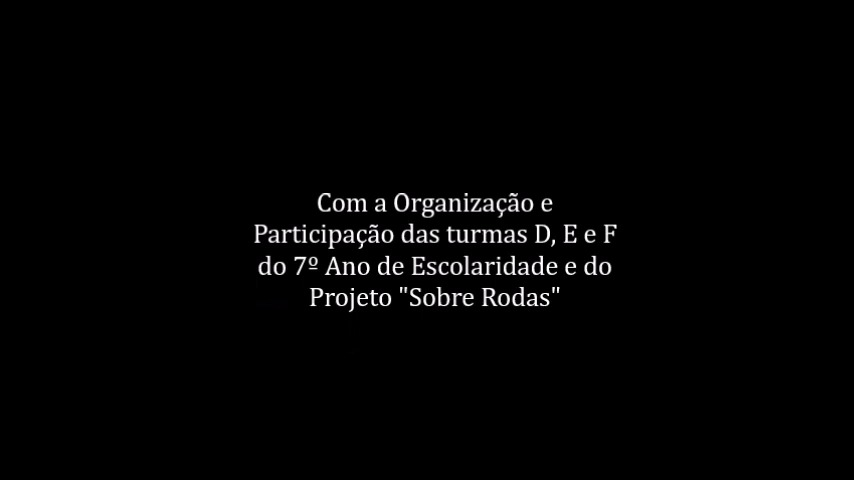 Com a Organização e
Participação das turmas D, E e F
do 7º Ano de Escolaridade e do
Projeto "Sobre Rodas"